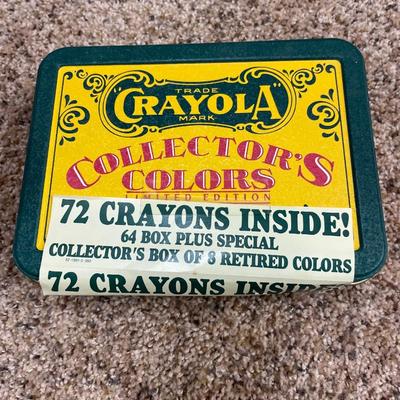 TRADE
"CRAYOLA"
MARK
COLLECTOR'S
COLORS
LIMITED EDITION
72 CRAYONS INSIDE!
64 BOX PLUS SPECIAL
COLLECTOR'S BOX OF 8 RETIRED COLORS
72 CRAYONS INSIDE!